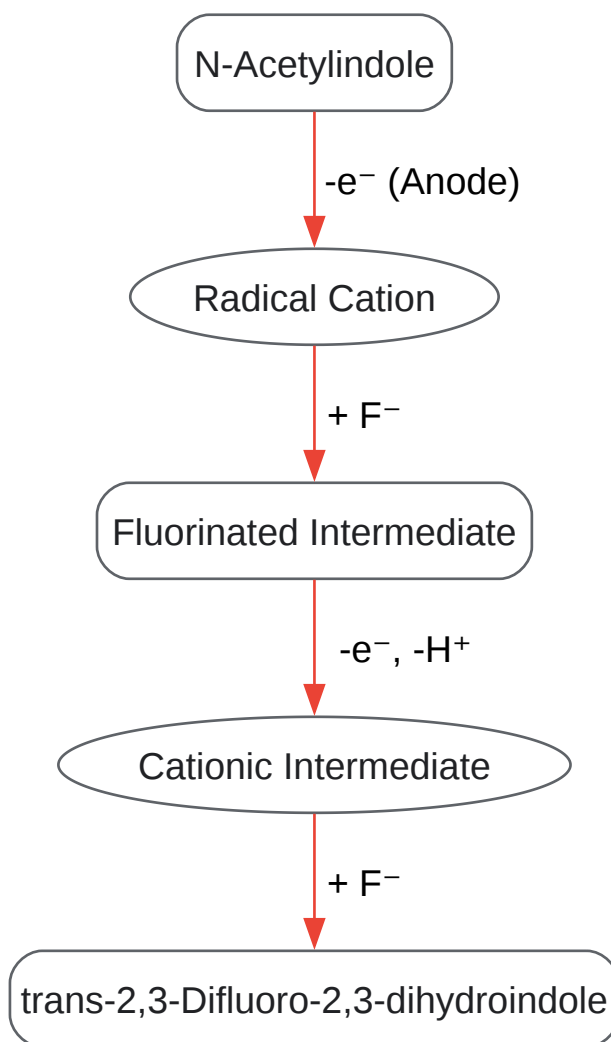 N-Acetylindole
-e⁻ (Anode)
Radical Cation
+ F⁻
Fluorinated Intermediate
-e⁻, -H⁺
Cationic Intermediate
+ F⁻
trans-2,3-Difluoro-2,3-dihydroindole